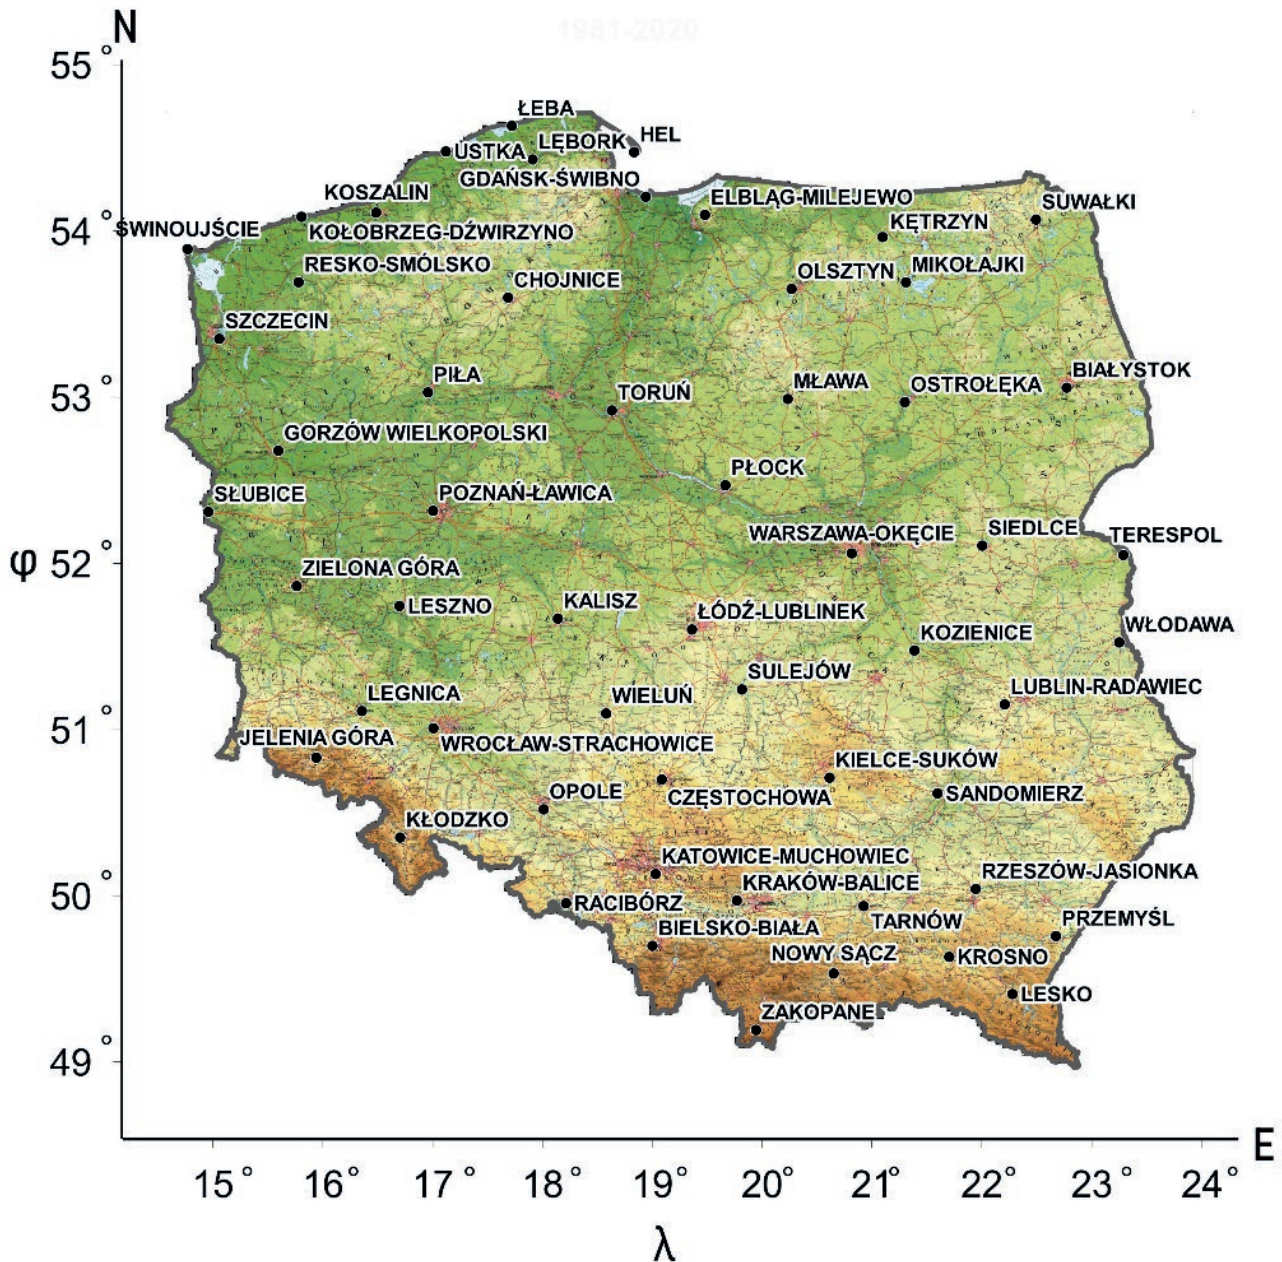 1981-2020
N
55°
ŁEBA
LĘBORK
HEL
USTKA
GDAŃSK-ŚWIBNO
KOSZALIN
ELBLĄG-MILEJEWO
SUWAŁKI
54°
ŚWINOUJŚCIE
KOŁOBRZEG-DŹWIRZYNO
KĘTRZYN
RESKO-SMÓLSKO
CHOJNICE
OLSZTYN
MIKOŁAJKI
SZCZECIN
53°
PIŁA
TORUŃ
MŁAWA
OSTROŁĘKA
BIAŁYSTOK
GORZÓW WIELKOPOLSKI
PŁOCK
SŁUBICE
POZNAŃ-ŁAWICA
WARSZAWA-OKĘCIE
SIEDLCE
TERESPOL
φ
52°
ZIELONA GÓRA
LESZNO
KALISZ
ŁÓDŹ-LUBLINEK
KOZIENICE
WŁODAWA
SULEJÓW
LEGNICA
WIELUŃ
LUBLIN-RADAWIEC
51°
JELENIA GÓRA
WROCŁAW-STRACHOWICE
KIELCE-SUKÓW
OPOLE
CZĘSTOCHOWA
SANDOMIERZ
KŁODZKO
KATOWICE-MUCHOWIEC
50°
KRAKÓW-BALICE
RZESZÓW-JASIONKA
RACIBÓRZ
TARNÓW
PRZEMYŚL
BIELSKO-BIAŁA
NOWY SĄCZ
KROSNO
LESKO
ZAKOPANE
49°
E
15° 16° 17° 18° 19° 20° 21° 22° 23° 24°
λ